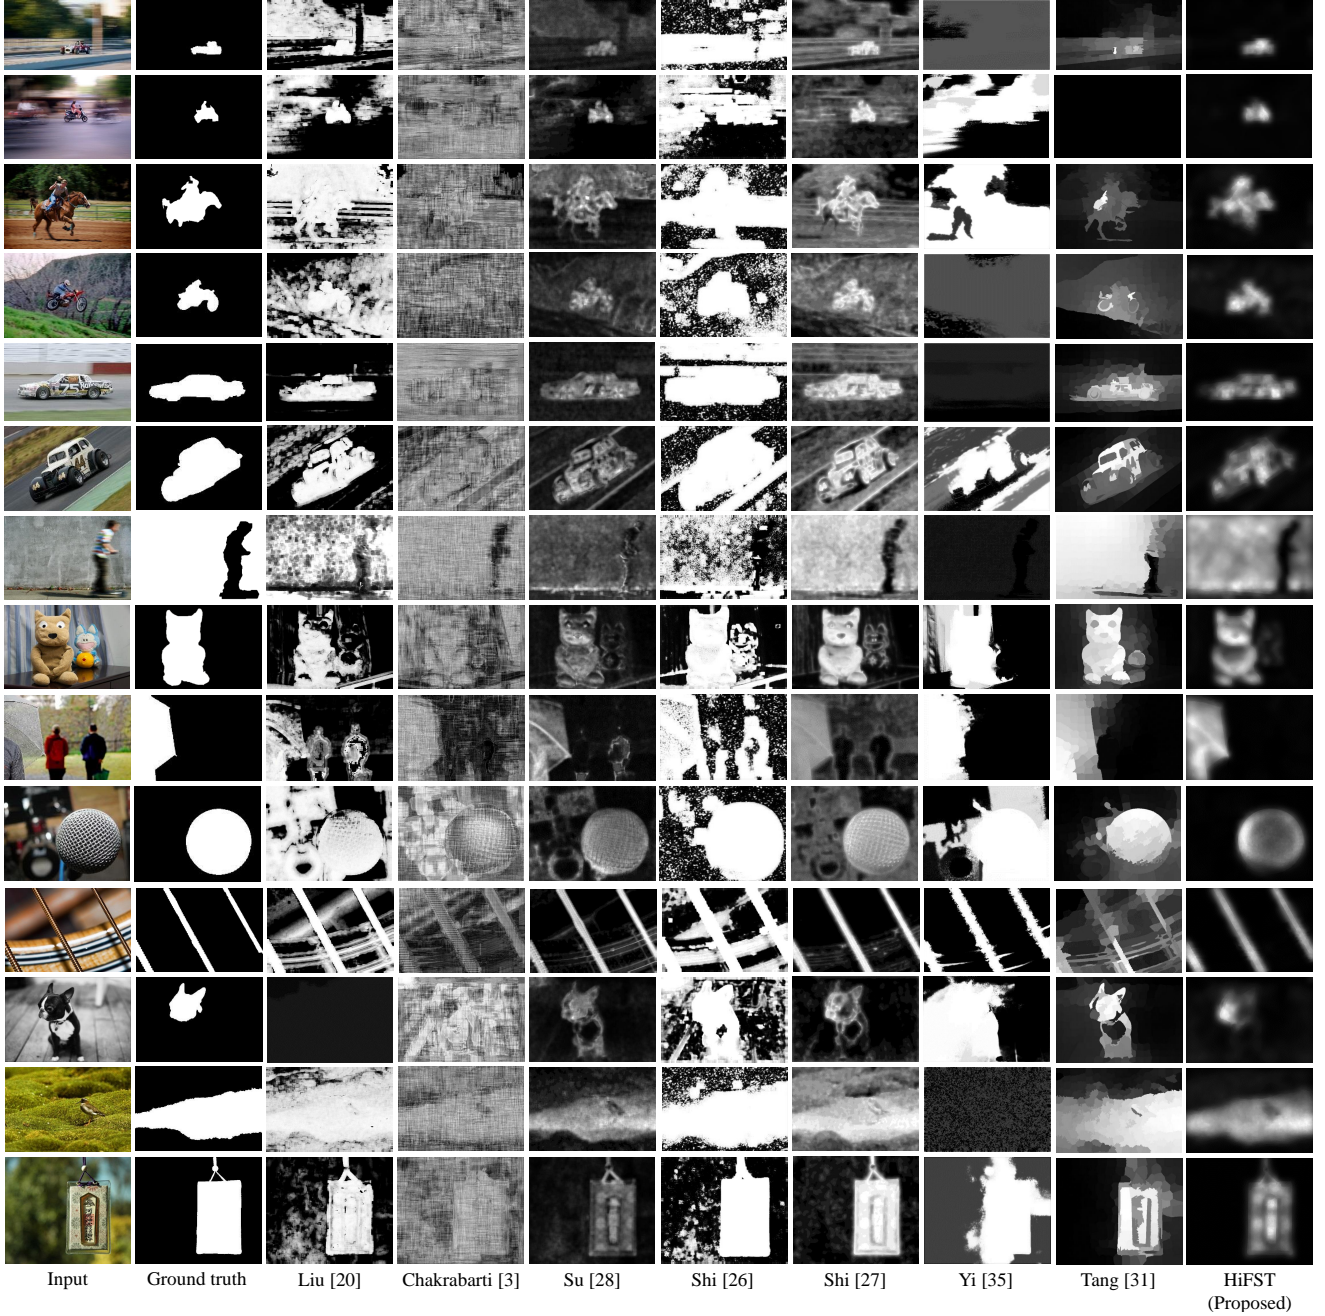 Input Ground truth Liu [20] Chakrabarti [3] Su [28] Shi [26] Shi [27] Yi [35] Tang [31] HiFST
(Proposed)
75